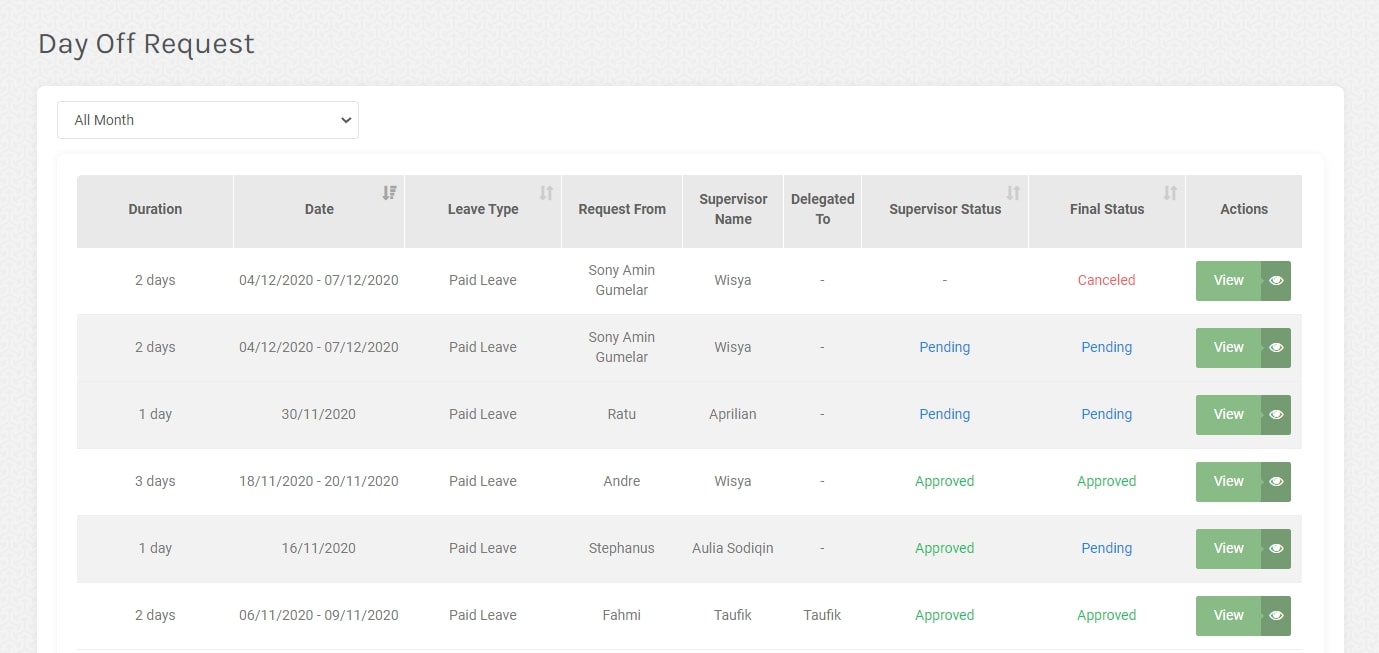 Day Off Request
All Month
Duration Date Leave Type Request From Supervisor Name Delegated To Supervisor Status Final Status Actions
2 days 04/12/2020 - 07/12/2020 Paid Leave Sony Amin Gumelar Wisya - - Canceled View
2 days 04/12/2020 - 07/12/2020 Paid Leave Sony Amin Gumelar Wisya - Pending Pending View
1 day 30/11/2020 Paid Leave Ratu Aprilian - Pending Pending View
3 days 18/11/2020 - 20/11/2020 Paid Leave Andre Wisya - Approved Approved View
1 day 16/11/2020 Paid Leave Stephanus Aulia Sodiqin - Approved Pending View
2 days 06/11/2020 - 09/11/2020 Paid Leave Fahmi Taufik Taufik Approved Approved View